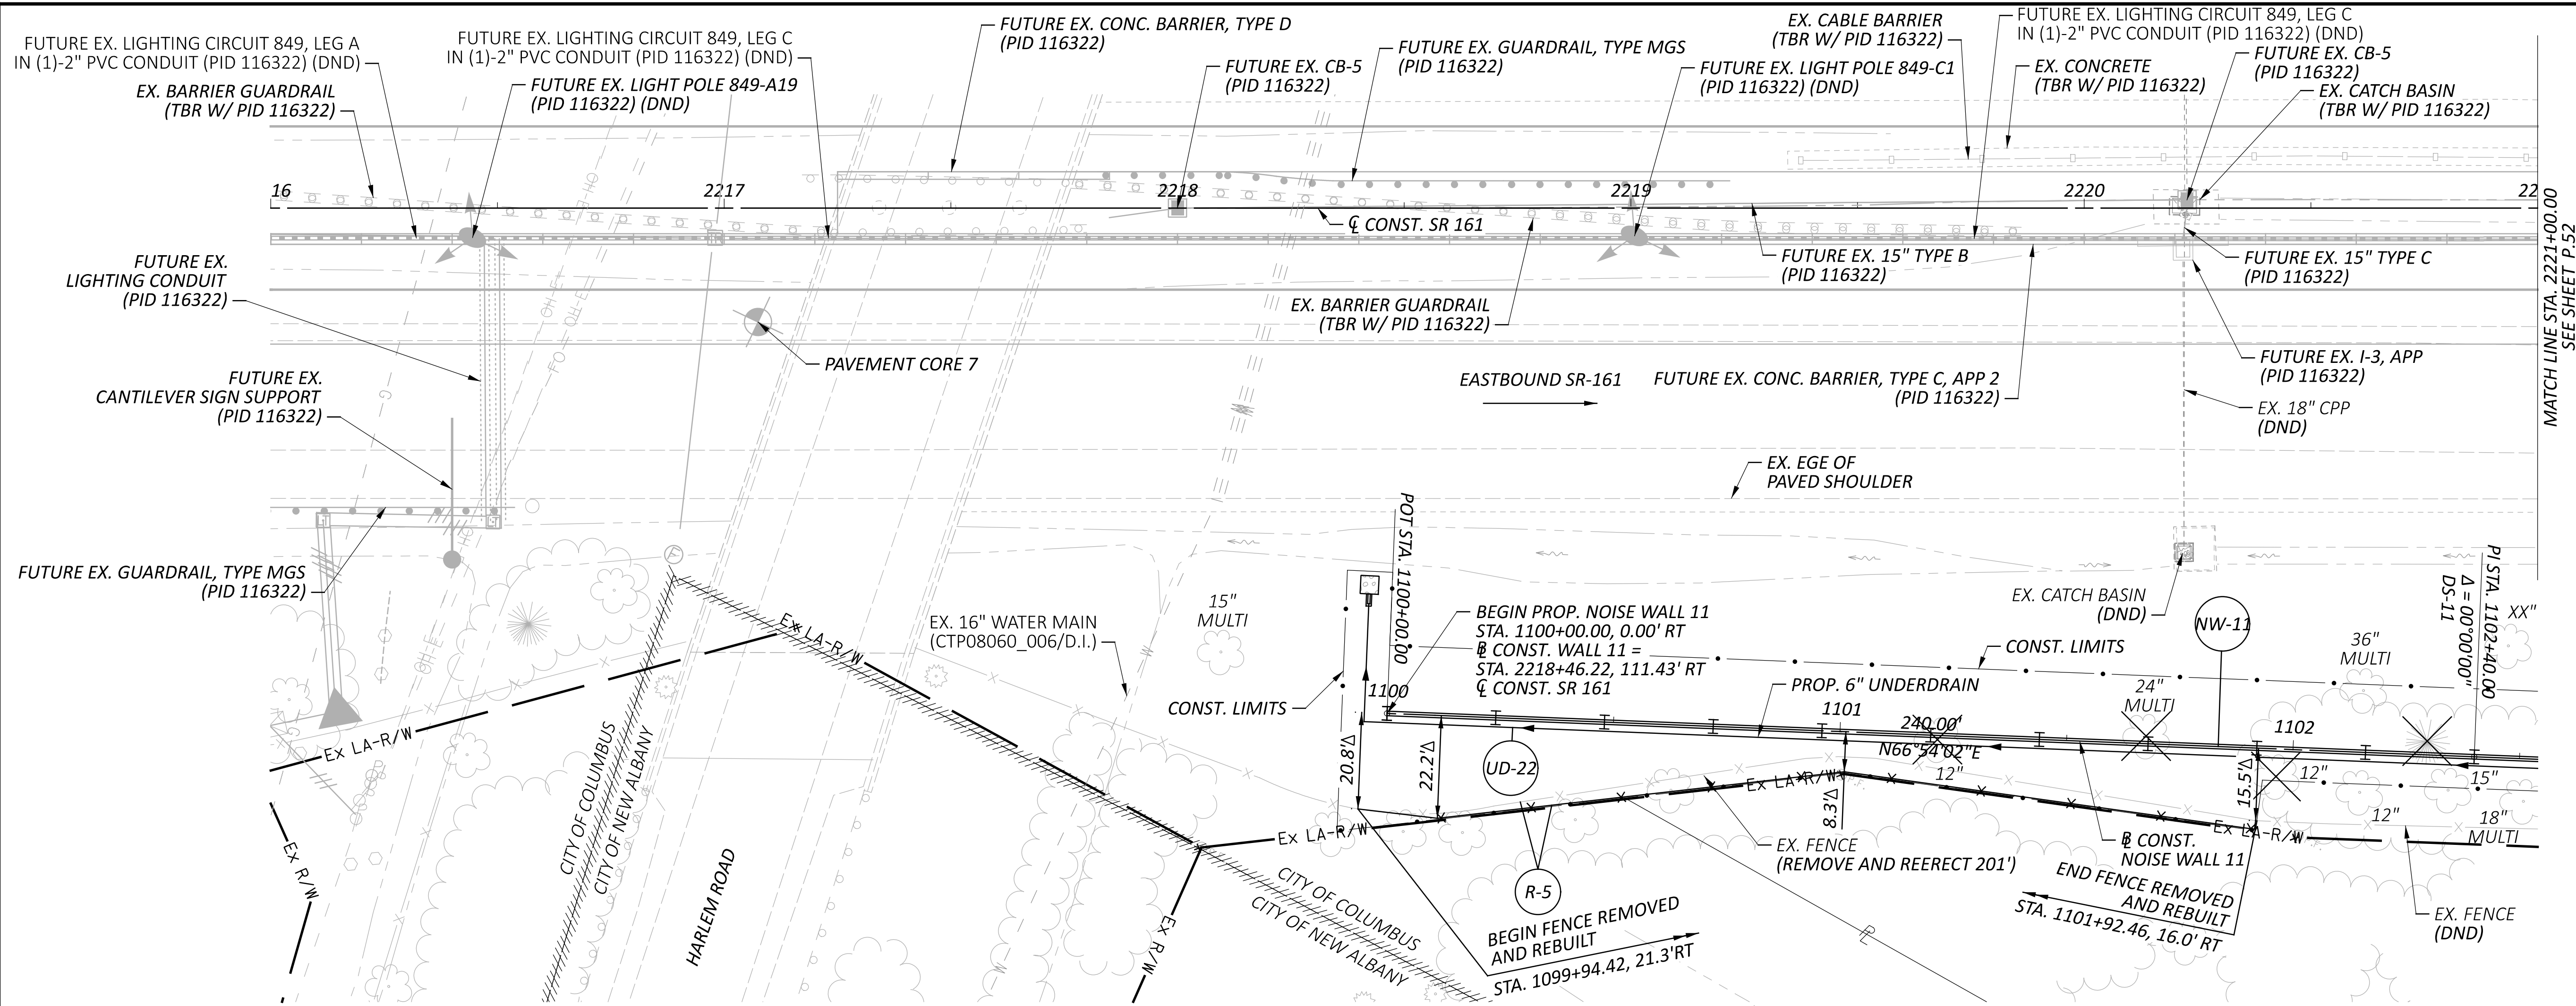 FUTURE EX. LIGHTING CIRCUIT 849, LEG A
IN (1)-2" PVC CONDUIT (PID 116322) (DND)
EX. BARRIER GUARDRAIL
(TBR W/ PID 116322)
FUTURE EX. LIGHTING CIRCUIT 849, LEG C
IN (1)-2" PVC CONDUIT (PID 116322) (DND)
FUTURE EX. LIGHT POLE 849-A19
(PID 116322) (DND)
FUTURE EX. CONC. BARRIER, TYPE D
(PID 116322)
FUTURE EX. CB-5
(PID 116322)
FUTURE EX. GUARDRAIL, TYPE MGS
(PID 116322)
EX. CABLE BARRIER
(TBR W/ PID 116322)
FUTURE EX. LIGHT POLE 849-C1
(PID 116322) (DND)
FUTURE EX. LIGHTING CIRCUIT 849, LEG C
IN (1)-2" PVC CONDUIT (PID 116322) (DND)
EX. CONCRETE
(TBR W/ PID 116322)
FUTURE EX. CB-5
(PID 116322)
EX. CATCH BASIN
(TBR W/ PID 116322)
16
2217
2218
2219
2220
22
℄ CONST. SR 161
FUTURE EX. 15" TYPE B
(PID 116322)
FUTURE EX. 15" TYPE C
(PID 116322)
EX. BARRIER GUARDRAIL
(TBR W/ PID 116322)
FUTURE EX.
LIGHTING CONDUIT
(PID 116322)
PAVEMENT CORE 7
FUTURE EX.
CANTILEVER SIGN SUPPORT
(PID 116322)
EASTBOUND SR-161
FUTURE EX. CONC. BARRIER, TYPE C, APP 2
(PID 116322)
FUTURE EX. I-3, APP
(PID 116322)
EX. 18" CPP
(DND)
MATCH LINE STA. 2221+00.00
SEE SHEET P.52
EX. EGE OF
PAVED SHOULDER
OH-E
OH-E
OH-E
FO
OH-E
OH
OH-E
G
W
W
W
FUTURE EX. GUARDRAIL, TYPE MGS
(PID 116322)
EX. 16" WATER MAIN
(CTP08060_006/D.I.)
15"
MULTI
POT STA. 1100+00.00
BEGIN PROP. NOISE WALL 11
STA. 1100+00.00, 0.00' RT
B̲L CONST. WALL 11 =
STA. 2218+46.22, 111.43' RT
℄ CONST. SR 161
CONST. LIMITS
1100
PROP. 6" UNDERDRAIN
1101
240.00'
N66°54'02"E
CONST. LIMITS
EX. CATCH BASIN
(DND)
NW-11
36"
MULTI
24"
MULTI
1102
PI STA. 1102+40.00
Δ = 00°00'00"
DS-11
XX"
20.8'Δ
22.2'Δ
UD-22
8.3'Δ
12"
15.5'Δ
12"
15"
12"
18"
MULTI
Ex LA-R/W
Ex LA-R/W
Ex LA-R/W
Ex LA-R/W
Ex LA-R/W
Ex R/W
Ex R/W
CITY OF COLUMBUS
CITY OF NEW ALBANY
HARLEM ROAD
CITY OF COLUMBUS
CITY OF NEW ALBANY
R-5
EX. FENCE
(REMOVE AND REERECT 201')
BL CONST.
NOISE WALL 11
BEGIN FENCE REMOVED
AND REBUILT
STA. 1099+94.42, 21.3'RT
END FENCE REMOVED
AND REBUILT
STA. 1101+92.46, 16.0' RT
EX. FENCE
(DND)
PL